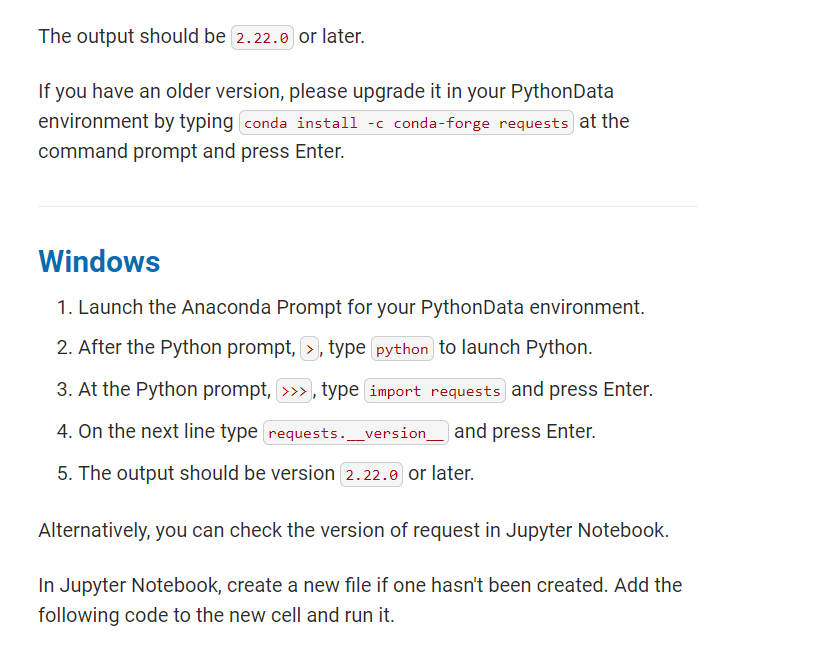 The output should be 2.22.0 or later.
If you have an older version, please upgrade it in your PythonData
environment by typing conda install -c conda-forge requests at the
command prompt and press Enter.
Windows
1. Launch the Anaconda Prompt for your PythonData environment.
2. After the Python prompt, >, type python to launch Python.
3. At the Python prompt, >>>, type import requests and press Enter.
4. On the next line type requests.__version__ and press Enter.
5. The output should be version 2.22.0 or later.
Alternatively, you can check the version of request in Jupyter Notebook.
In Jupyter Notebook, create a new file if one hasn't been created. Add the
following code to the new cell and run it.